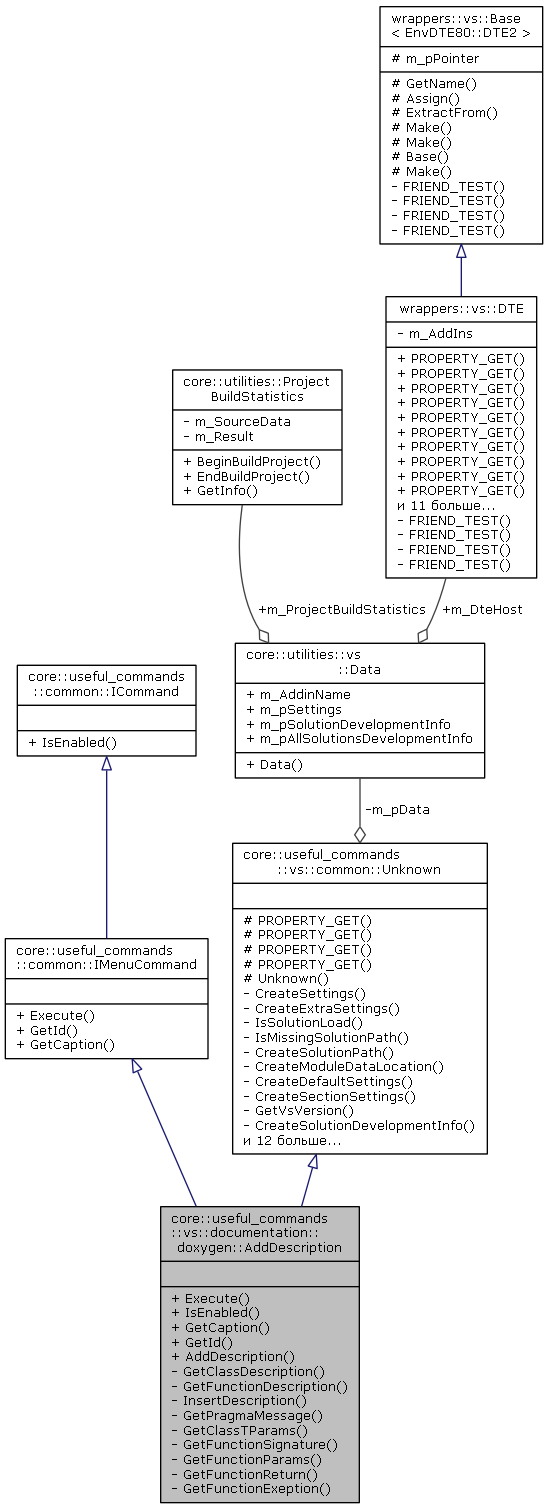 wrappers::vs::Base
< EnvDTE80::DTE2 >
# m_pPointer
# GetName()
# Assign()
# ExtractFrom()
# Make()
# Make()
# Base()
# Make()
- FRIEND_TEST()
- FRIEND_TEST()
- FRIEND_TEST()
- FRIEND_TEST()
wrappers::vs::DTE
- m_AddIns
+ PROPERTY_GET()
+ PROPERTY_GET()
+ PROPERTY_GET()
+ PROPERTY_GET()
+ PROPERTY_GET()
+ PROPERTY_GET()
+ PROPERTY_GET()
+ PROPERTY_GET()
+ PROPERTY_GET()
+ PROPERTY_GET()
и 11 больше...
- FRIEND_TEST()
- FRIEND_TEST()
- FRIEND_TEST()
- FRIEND_TEST()
core::utilities::Project
BuildStatistics
- m_SourceData
- m_Result
+ BeginBuildProject()
+ EndBuildProject()
+ GetInfo()
+m_ProjectBuildStatistics
+m_DteHost
core::utilities::vs
::Data
+ m_AddinName
+ m_pSettings
+ m_pSolutionDevelopmentInfo
+ m_pAllSolutionsDevelopmentInfo
+ Data()
core::useful_commands
::common::ICommand
+ IsEnabled()
-m_pData
core::useful_commands
::vs::common::Unknown
# PROPERTY_GET()
# PROPERTY_GET()
# PROPERTY_GET()
# PROPERTY_GET()
# Unknown()
- CreateSettings()
- CreateExtraSettings()
- IsSolutionLoad()
- IsMissingSolutionPath()
- CreateSolutionPath()
- CreateModuleDataLocation()
- CreateDefaultSettings()
- CreateSectionSettings()
- GetVsVersion()
- CreateSolutionDevelopmentInfo()
и 12 больше...
core::useful_commands
::common::IMenuCommand
+ Execute()
+ GetId()
+ GetCaption()
core::useful_commands
::vs::documentation::
doxygen::AddDescription
+ Execute()
+ IsEnabled()
+ GetCaption()
+ GetId()
+ AddDescription()
- GetClassDescription()
- GetFunctionDescription()
- InsertDescription()
- GetPragmaMessage()
- GetClassTParams()
- GetFunctionSignature()
- GetFunctionParams()
- GetFunctionReturn()
- GetFunctionExeption()